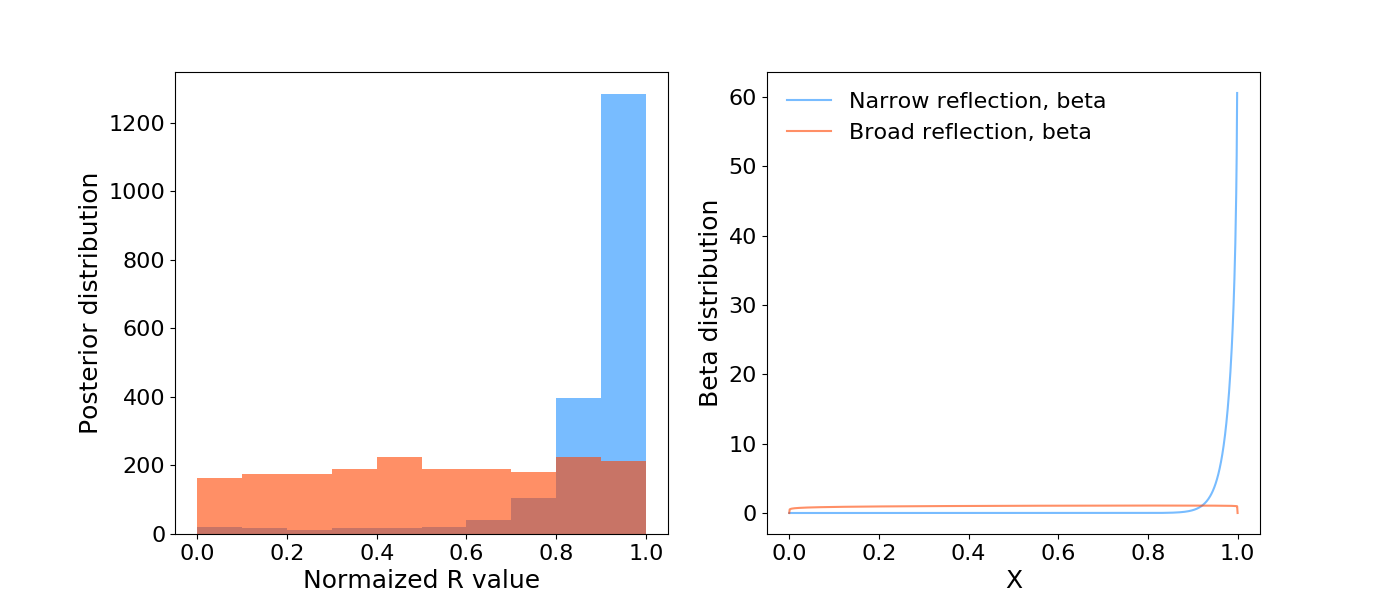 Posterior distribution
1200
1000
800
600
400
200
0
0.0 0.2 0.4 0.6 0.8 1.0
Normaized R value
Beta distribution
60
50
40
30
20
10
0
0.0 0.2 0.4 0.6 0.8 1.0
X
Narrow reflection, beta
Broad reflection, beta